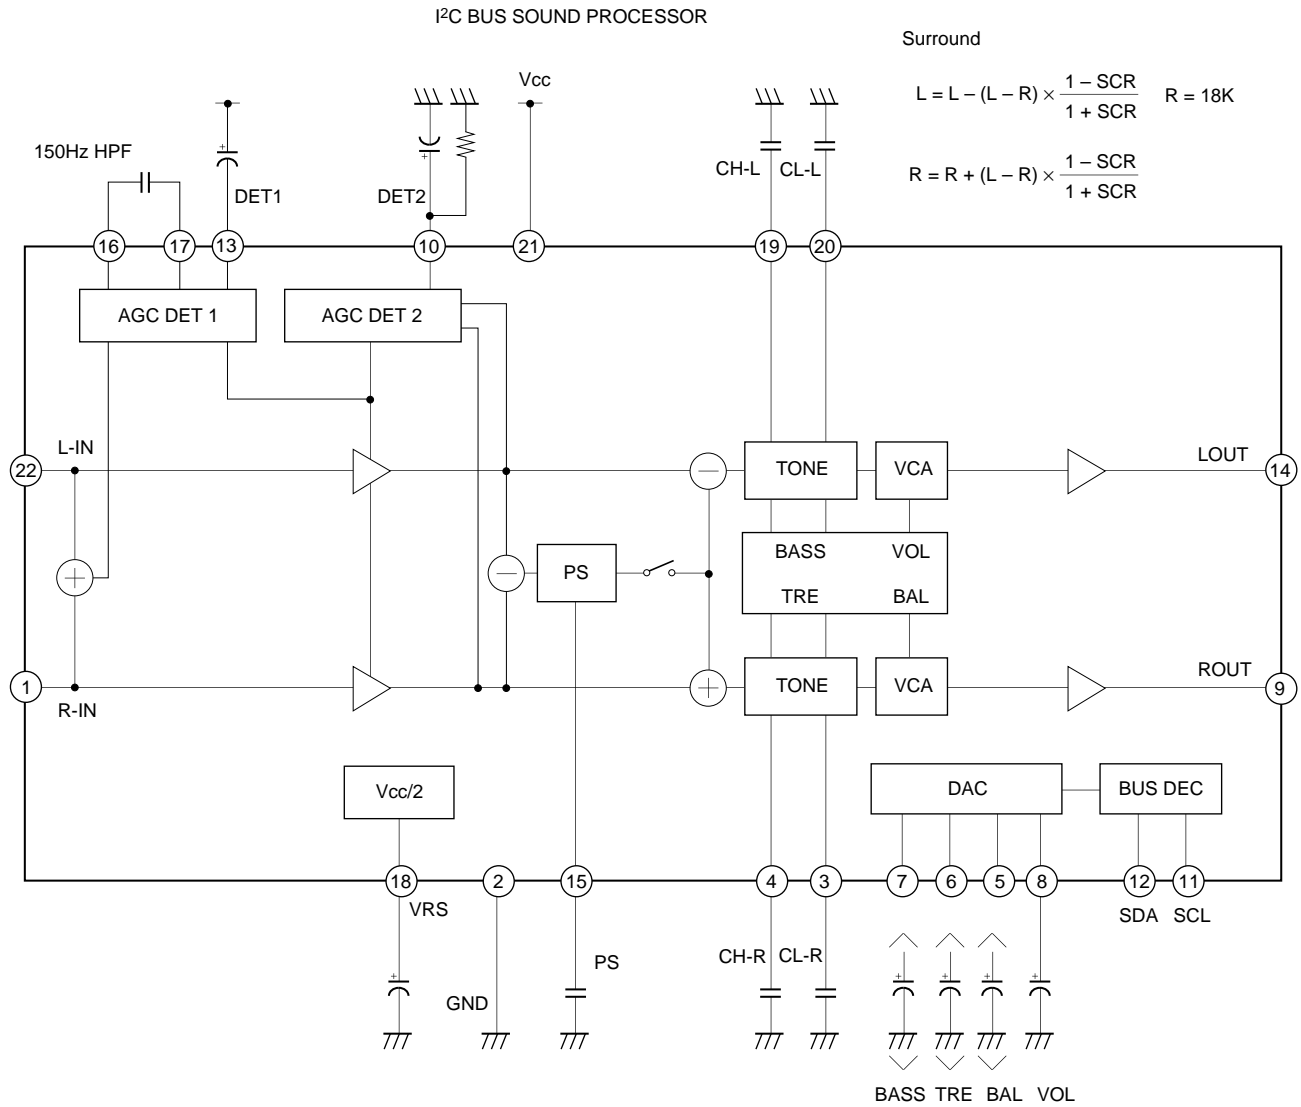 I²C BUS SOUND PROCESSOR
Surround
L = L – (L – R) × 1 – SCR / 1 + SCR R = 18K
R = R + (L – R) × 1 – SCR / 1 + SCR
Vcc
150Hz HPF
DET1
DET2
CH-L CL-L
16 17 13 10 21 19 20
AGC DET 1
AGC DET 2
L-IN
22
TONE
VCA
LOUT
14
PS
BASS VOL
TRE BAL
1
R-IN
TONE
VCA
ROUT
9
Vcc/2
DAC
BUS DEC
18 2 15 4 3 7 6 5 8 12 11
VRS
SDA SCL
GND
PS
CH-R CL-R
+ + + + + + +
BASS TRE BAL VOL